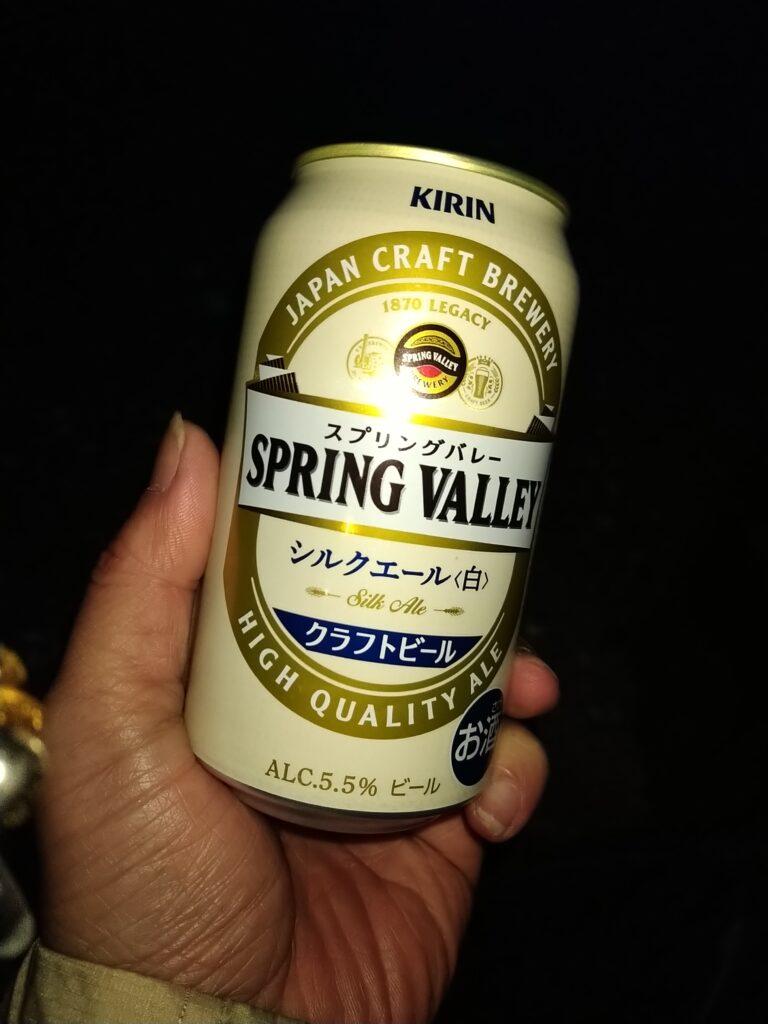 KIRIN
JAPAN CRAFT BREWERY
1870 LEGACY
SPRING VALLEY
BREWERY
スプリングバレー
SPRING VALLEY
シルクエール〈白〉
Silk Ale
クラフトビール
HIGH QUALITY ALE
お酒
ALC.5.5% ビール